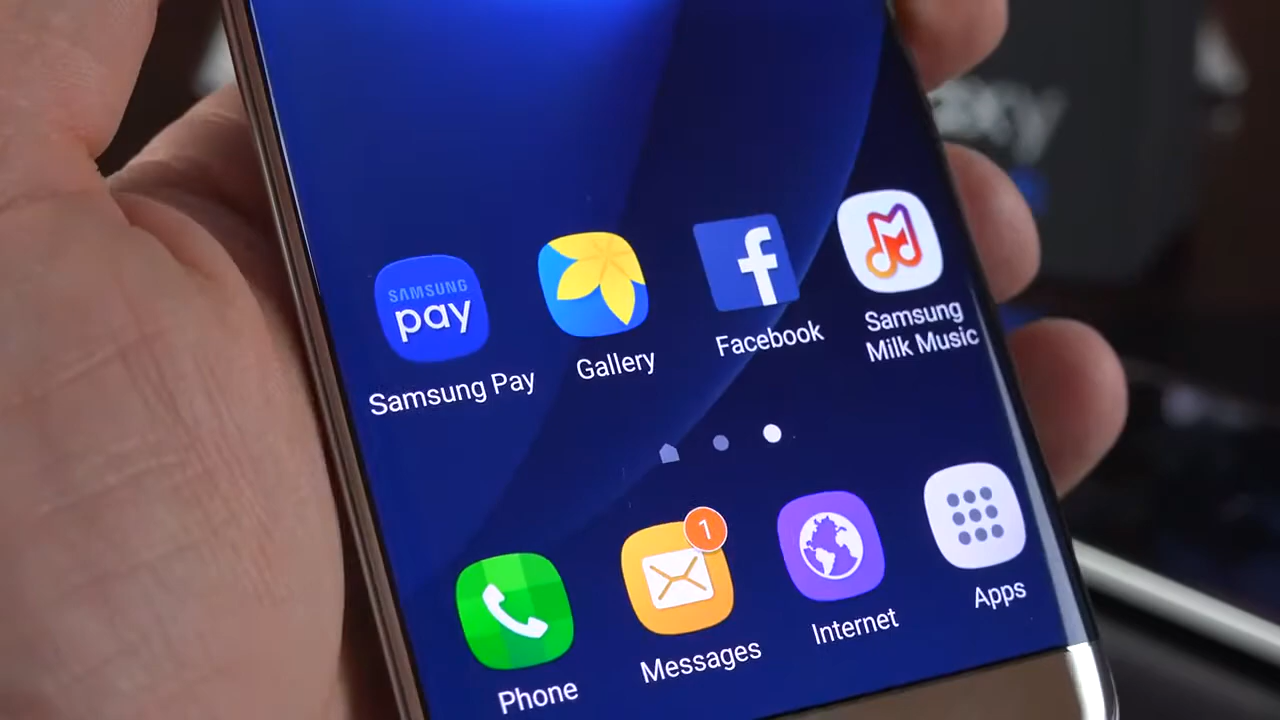 SAMSUNG
pay
Samsung Pay
Gallery
f
Facebook
Samsung
Milk Music
1
Phone
Messages
Internet
Apps